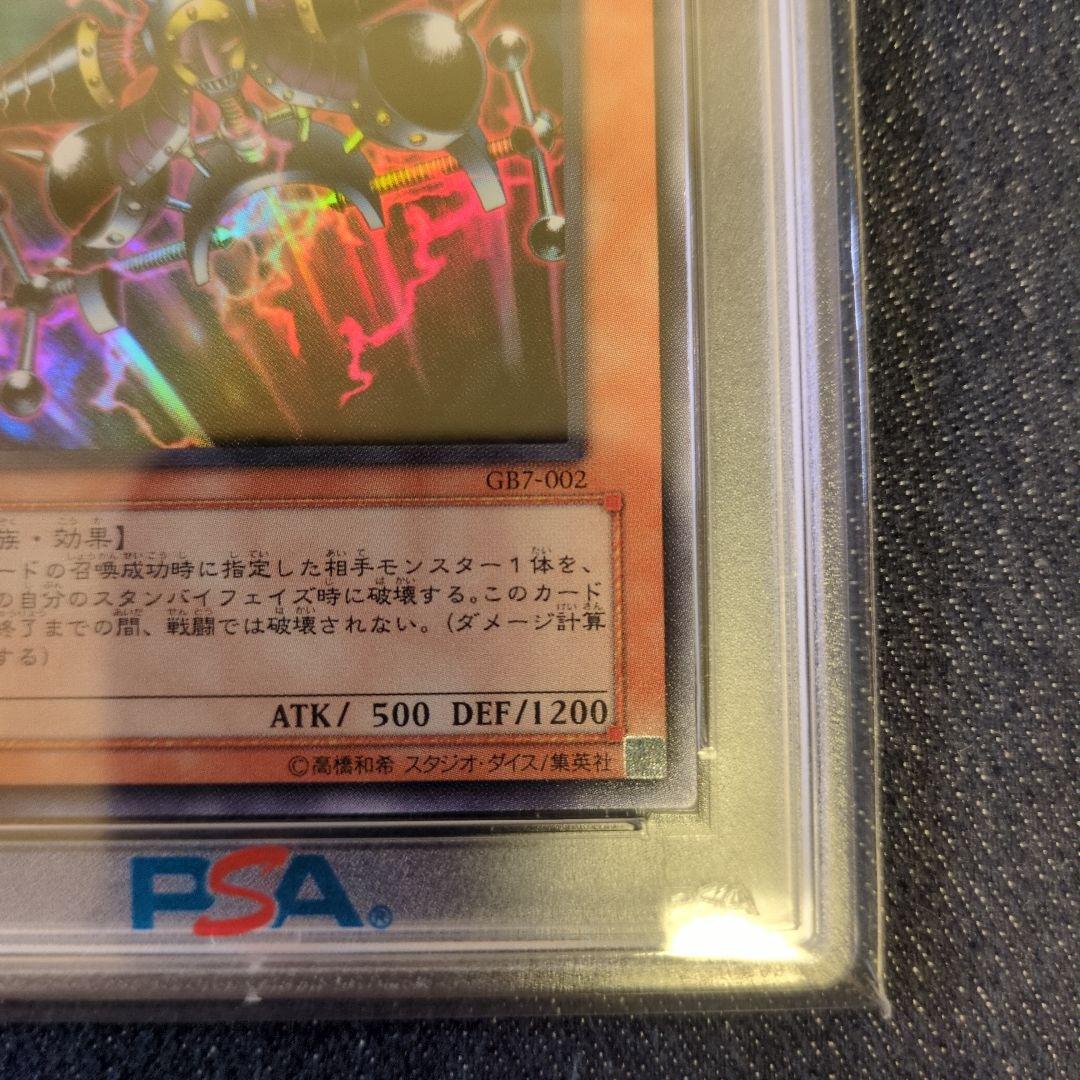 GB7-002
族・効果】
ードの召喚成功時に指定した相手モンスター1体を、
の自分のスタンバイフェイズ時に破壊する。このカード
終了までの間、戦闘では破壊されない。(ダメージ計算
する)
ATK/ 500 DEF/1200
©高橋和希 スタジオ・ダイス/集英社
PSA®